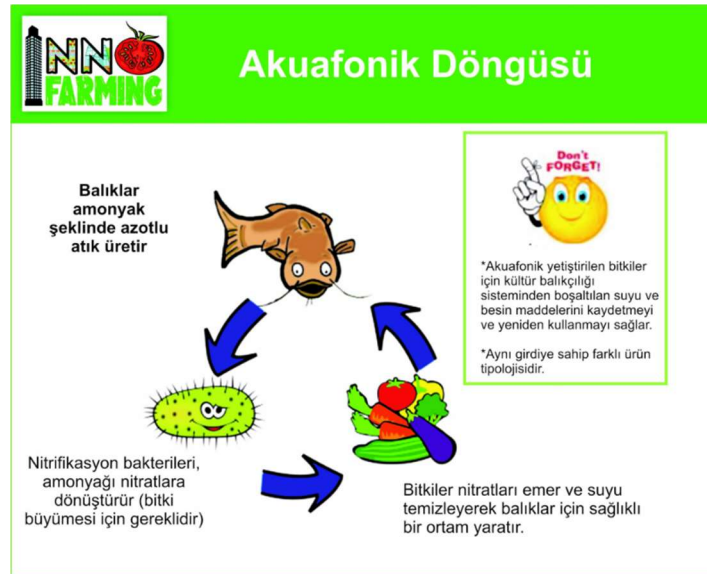 INNO
FARMING
Akuafonik Döngüsü
Balıklar
amonyak
şeklinde azotlu
atık üretir
Don't
FORGET!
*Akuafonik yetiştirilen bitkiler
için kültür balıkçılığı
sisteminden boşaltılan suyu ve
besin maddelerini kaydetmeyi
ve yeniden kullanmayı sağlar.
*Aynı girdiye sahip farklı ürün
tipolojisidir.
Nitrifikasyon bakterileri,
amonyağı nitratlara
dönüştürür (bitki
büyümesi için gereklidir)
Bitkiler nitratları emer ve suyu
temizleyerek balıklar için sağlıklı
bir ortam yaratır.